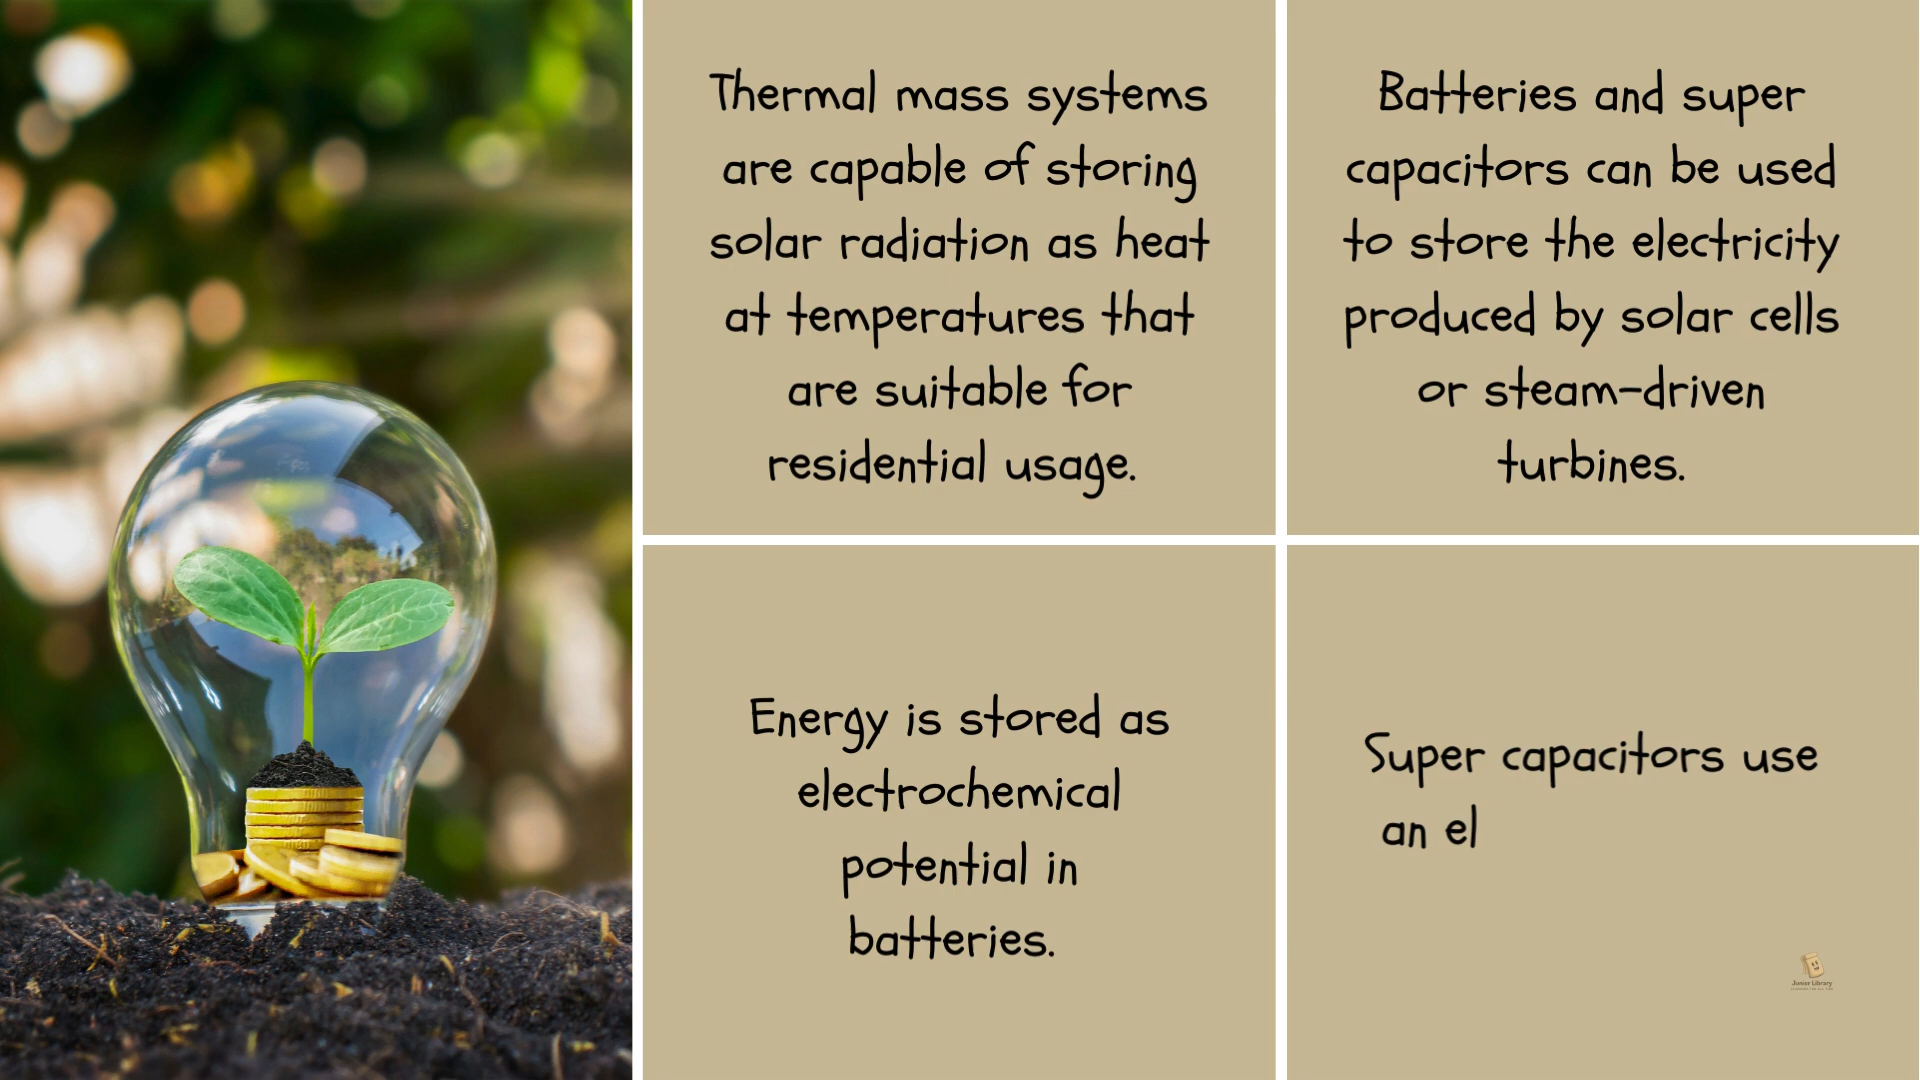 Thermal mass systems
are capable of storing
solar radiation as heat
at temperatures that
are suitable for
residential usage.
Batteries and super
capacitors can be used
to store the electricity
produced by solar cells
or steam-driven
turbines.
Energy is stored as
electrochemical
potential in
batteries.
Super capacitors use
an el
Junior Library